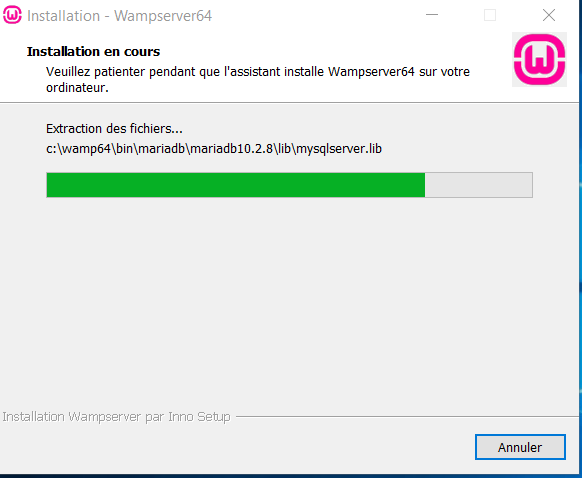 Installation - Wampserver64
Installation en cours
Veuillez patienter pendant que l'assistant installe Wampserver64 sur votre
ordinateur.
Extraction des fichiers...
c:\wamp64\bin\mariadb\mariadb10.2.8\lib\mysqlserver.lib
Installation Wampserver par Inno Setup
Annuler